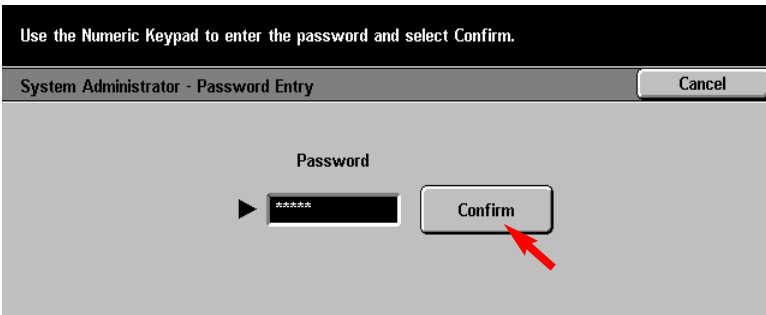 Use the Numeric Keypad to enter the password and select Confirm.
System Administrator - Password Entry
Cancel
Password
*****
Confirm